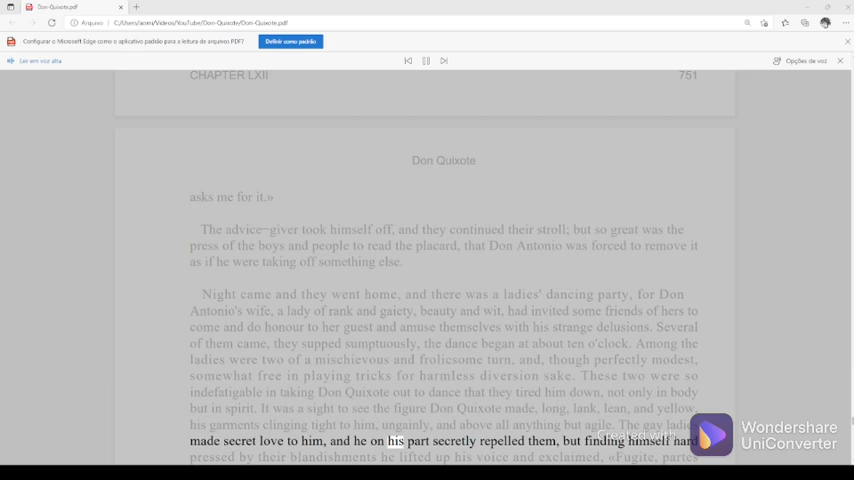 Don-Quixote.pdf
Arquivo
C:/Users/aoms/Videos/YouTube/Don-Quixote/Don-Quixote.pdf
Configurar o Microsoft Edge como o aplicativo padrão para a leitura de arquivos PDF?
Definir como padrão
Ler em voz alta
Opções de voz
CHAPTER LXII 751
Don Quixote
asks me for it.»
The advice−giver took himself off, and they continued their stroll; but so great was the
press of the boys and people to read the placard, that Don Antonio was forced to remove it
as if he were taking off something else.
Night came and they went home, and there was a ladies' dancing party, for Don
Antonio's wife, a lady of rank and gaiety, beauty and wit, had invited some friends of hers to
come and do honour to her guest and amuse themselves with his strange delusions. Several
of them came, they supped sumptuously, the dance began at about ten o'clock. Among the
ladies were two of a mischievous and frolicsome turn, and, though perfectly modest,
somewhat free in playing tricks for harmless diversion sake. These two were so
indefatigable in taking Don Quixote out to dance that they tired him down, not only in body
but in spirit. It was a sight to see the figure Don Quixote made, long, lank, lean, and yellow,
his garments clinging tight to him, ungainly, and above all anything but agile. The gay ladies
made secret love to him, and he on his part secretly repelled them, but finding himself hard
pressed by their blandishments he lifted up his voice and exclaimed, «Fugite, partes
Created with
Wondershare
UniConverter